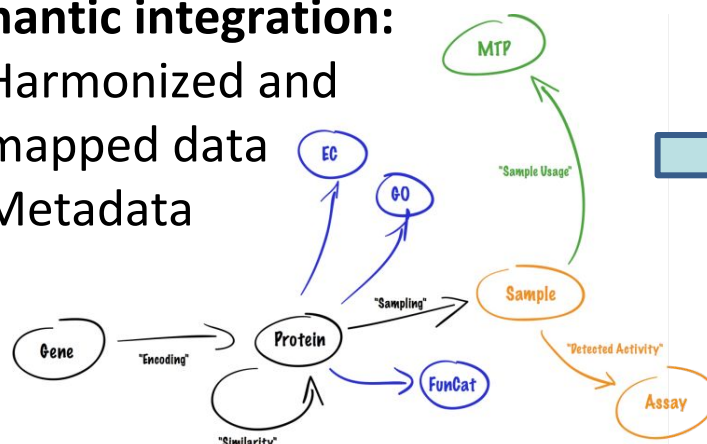 nantic integration:
Harmonized and
mapped data
Metadata
MTP
EC
"Sample Usage"
GO
Sample
"Sampling"
Protein
Gene
"Encoding"
"Detected Activity"
FunCat
Assay
"Similarity"